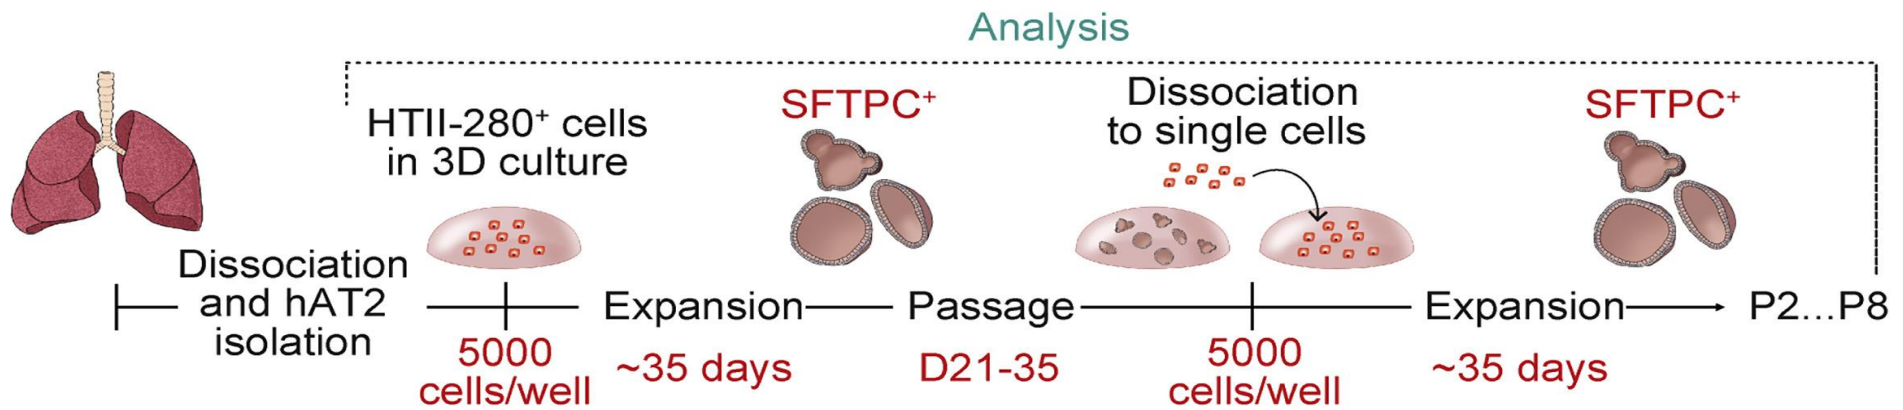 Analysis
HTII-280⁺ cells
in 3D culture
SFTPC⁺
Dissociation
to single cells
SFTPC⁺
Dissociation
and hAT2
isolation
Expansion
Passage
Expansion
P2...P8
5000
cells/well
~35 days
D21-35
5000
cells/well
~35 days